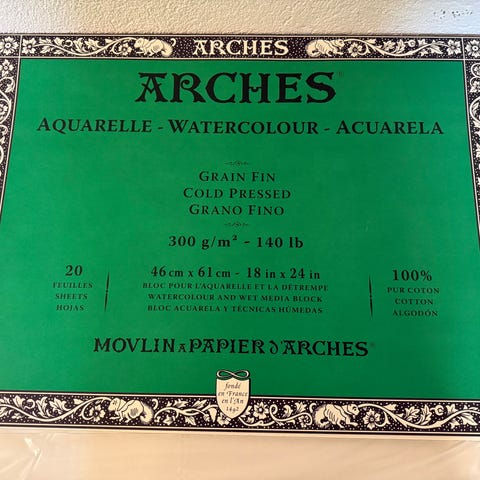 ARCHES
ARCHES®
AQUARELLE - WATERCOLOUR - ACUARELA
GRAIN FIN
COLD PRESSED
GRANO FINO
300 g/m² - 140 lb
20
FEUILLES
SHEETS
HOJAS
46 cm x 61 cm - 18 in x 24 in
BLOC POUR L'AQUARELLE ET LA DÉTREMPE
WATERCOLOUR AND WET MEDIA BLOCK
BLOC ACUARELA Y TÉCNICAS HÚMEDAS
100%
PUR COTON
COTTON
ALGODÓN
MOVLIN A PAPIER D'ARCHES®
fondé
en France
en l'An
1492